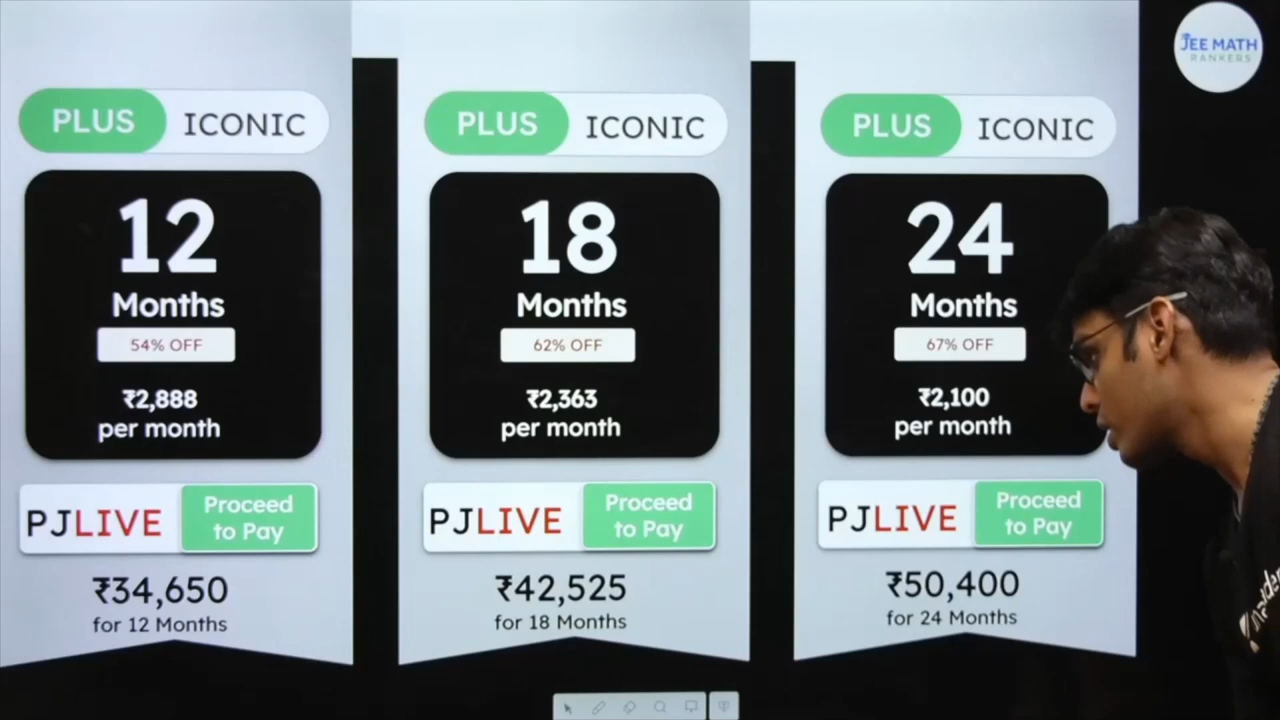 JEE MATH
RANKERS
PLUS ICONIC
12
Months
54% OFF
₹2,888
per month
PJLIVE
Proceed
to Pay
₹34,650
for 12 Months
PLUS ICONIC
18
Months
62% OFF
₹2,363
per month
PJLIVE
Proceed
to Pay
₹42,525
for 18 Months
PLUS ICONIC
24
Months
67% OFF
₹2,100
per month
PJLIVE
Proceed
to Pay
₹50,400
for 24 Months